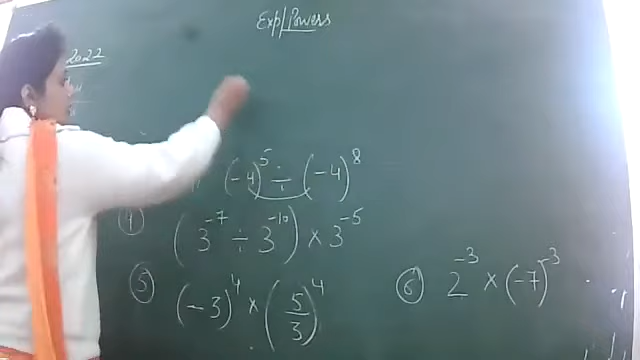 Exp/Powers
2022
(-4)⁵ ÷ (-4)⁸
④ (3⁻⁷ ÷ 3⁻¹⁰) × 3⁻⁵
⑤ (-3)⁴ × (5/3)⁴
⑥ 2⁻³ × (-7)⁻³